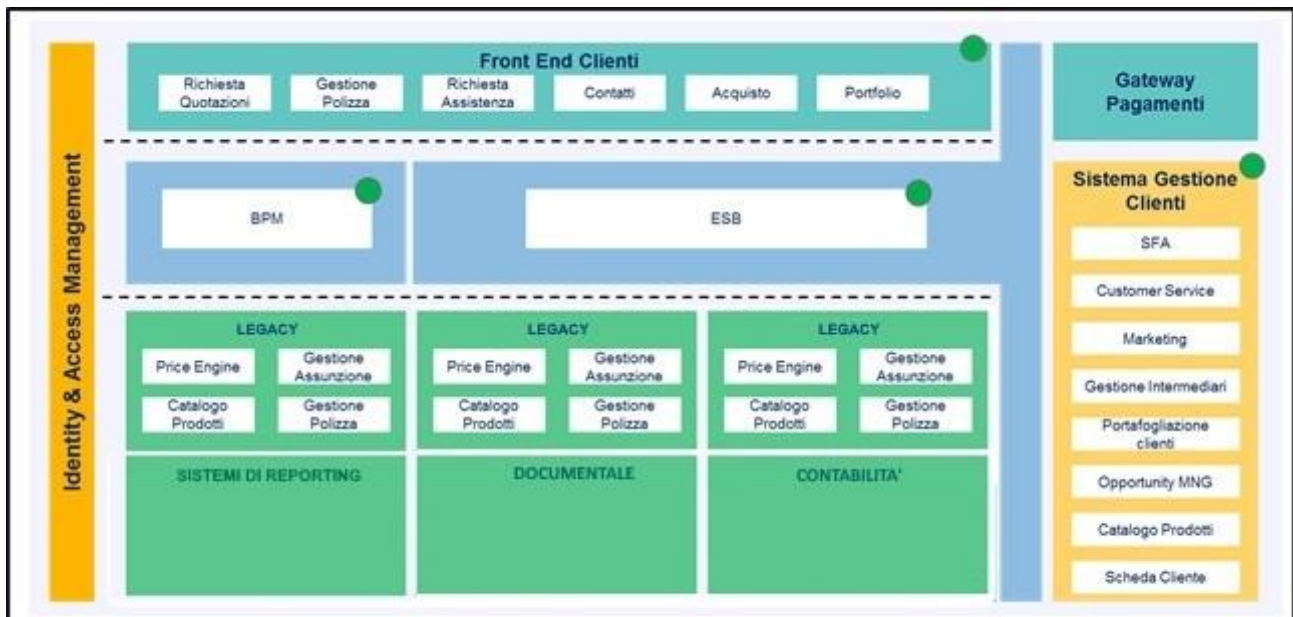 Identity & Access Management
Front End Clienti
Richiesta
Quotazioni
Gestione
Polizza
Richiesta
Assistenza
Contatti
Acquisto
Portfolio
Gateway
Pagamenti
BPM
ESB
Sistema Gestione
Clienti
SFA
Customer Service
Marketing
Gestione Intermediari
Portafogliazione
clienti
Opportunity MNG
Catalogo Prodotti
Scheda Cliente
LEGACY
Price Engine
Gestione
Assunzione
Catalogo
Prodotti
Gestione
Polizza
LEGACY
Price Engine
Gestione
Assunzione
Catalogo
Prodotti
Gestione
Polizza
LEGACY
Price Engine
Gestione
Assunzione
Catalogo
Prodotti
Gestione
Polizza
SISTEMI DI REPORTING
DOCUMENTALE
CONTABILITA'